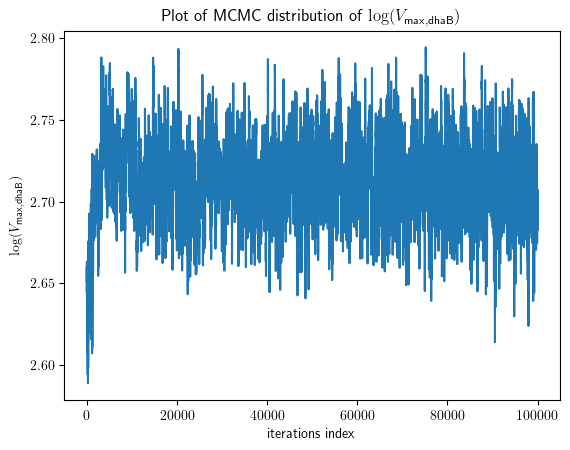 Plot of MCMC distribution of log(V_max,dhaB)
2.80
2.75
2.70
2.65
2.60
log(V_max,dhaB)
0 20000 40000 60000 80000 100000
iterations index